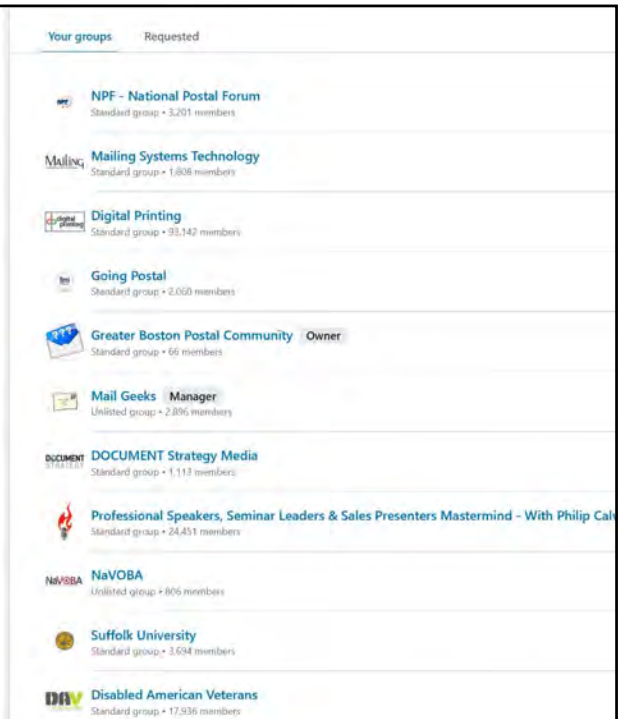 Your groups Requested
NPF
NPF - National Postal Forum
Standard group • 3,201 members
MAILING
Mailing Systems Technology
Standard group • 1,808 members
digital printing
Digital Printing
Standard group • 93,142 members
Going Postal
Standard group • 2,060 members
???
Greater Boston Postal Community Owner
Standard group • 66 members
Mail Geeks Manager
Unlisted group • 2,896 members
DOCUMENT STRATEGY
DOCUMENT Strategy Media
Standard group • 1,113 members
Professional Speakers, Seminar Leaders & Sales Presenters Mastermind - With Philip Calv
Standard group • 24,451 members
NaVOBA
NaVOBA
Unlisted group • 806 members
Suffolk University
Standard group • 3,694 members
DAV
Disabled American Veterans
Standard group • 17,936 members